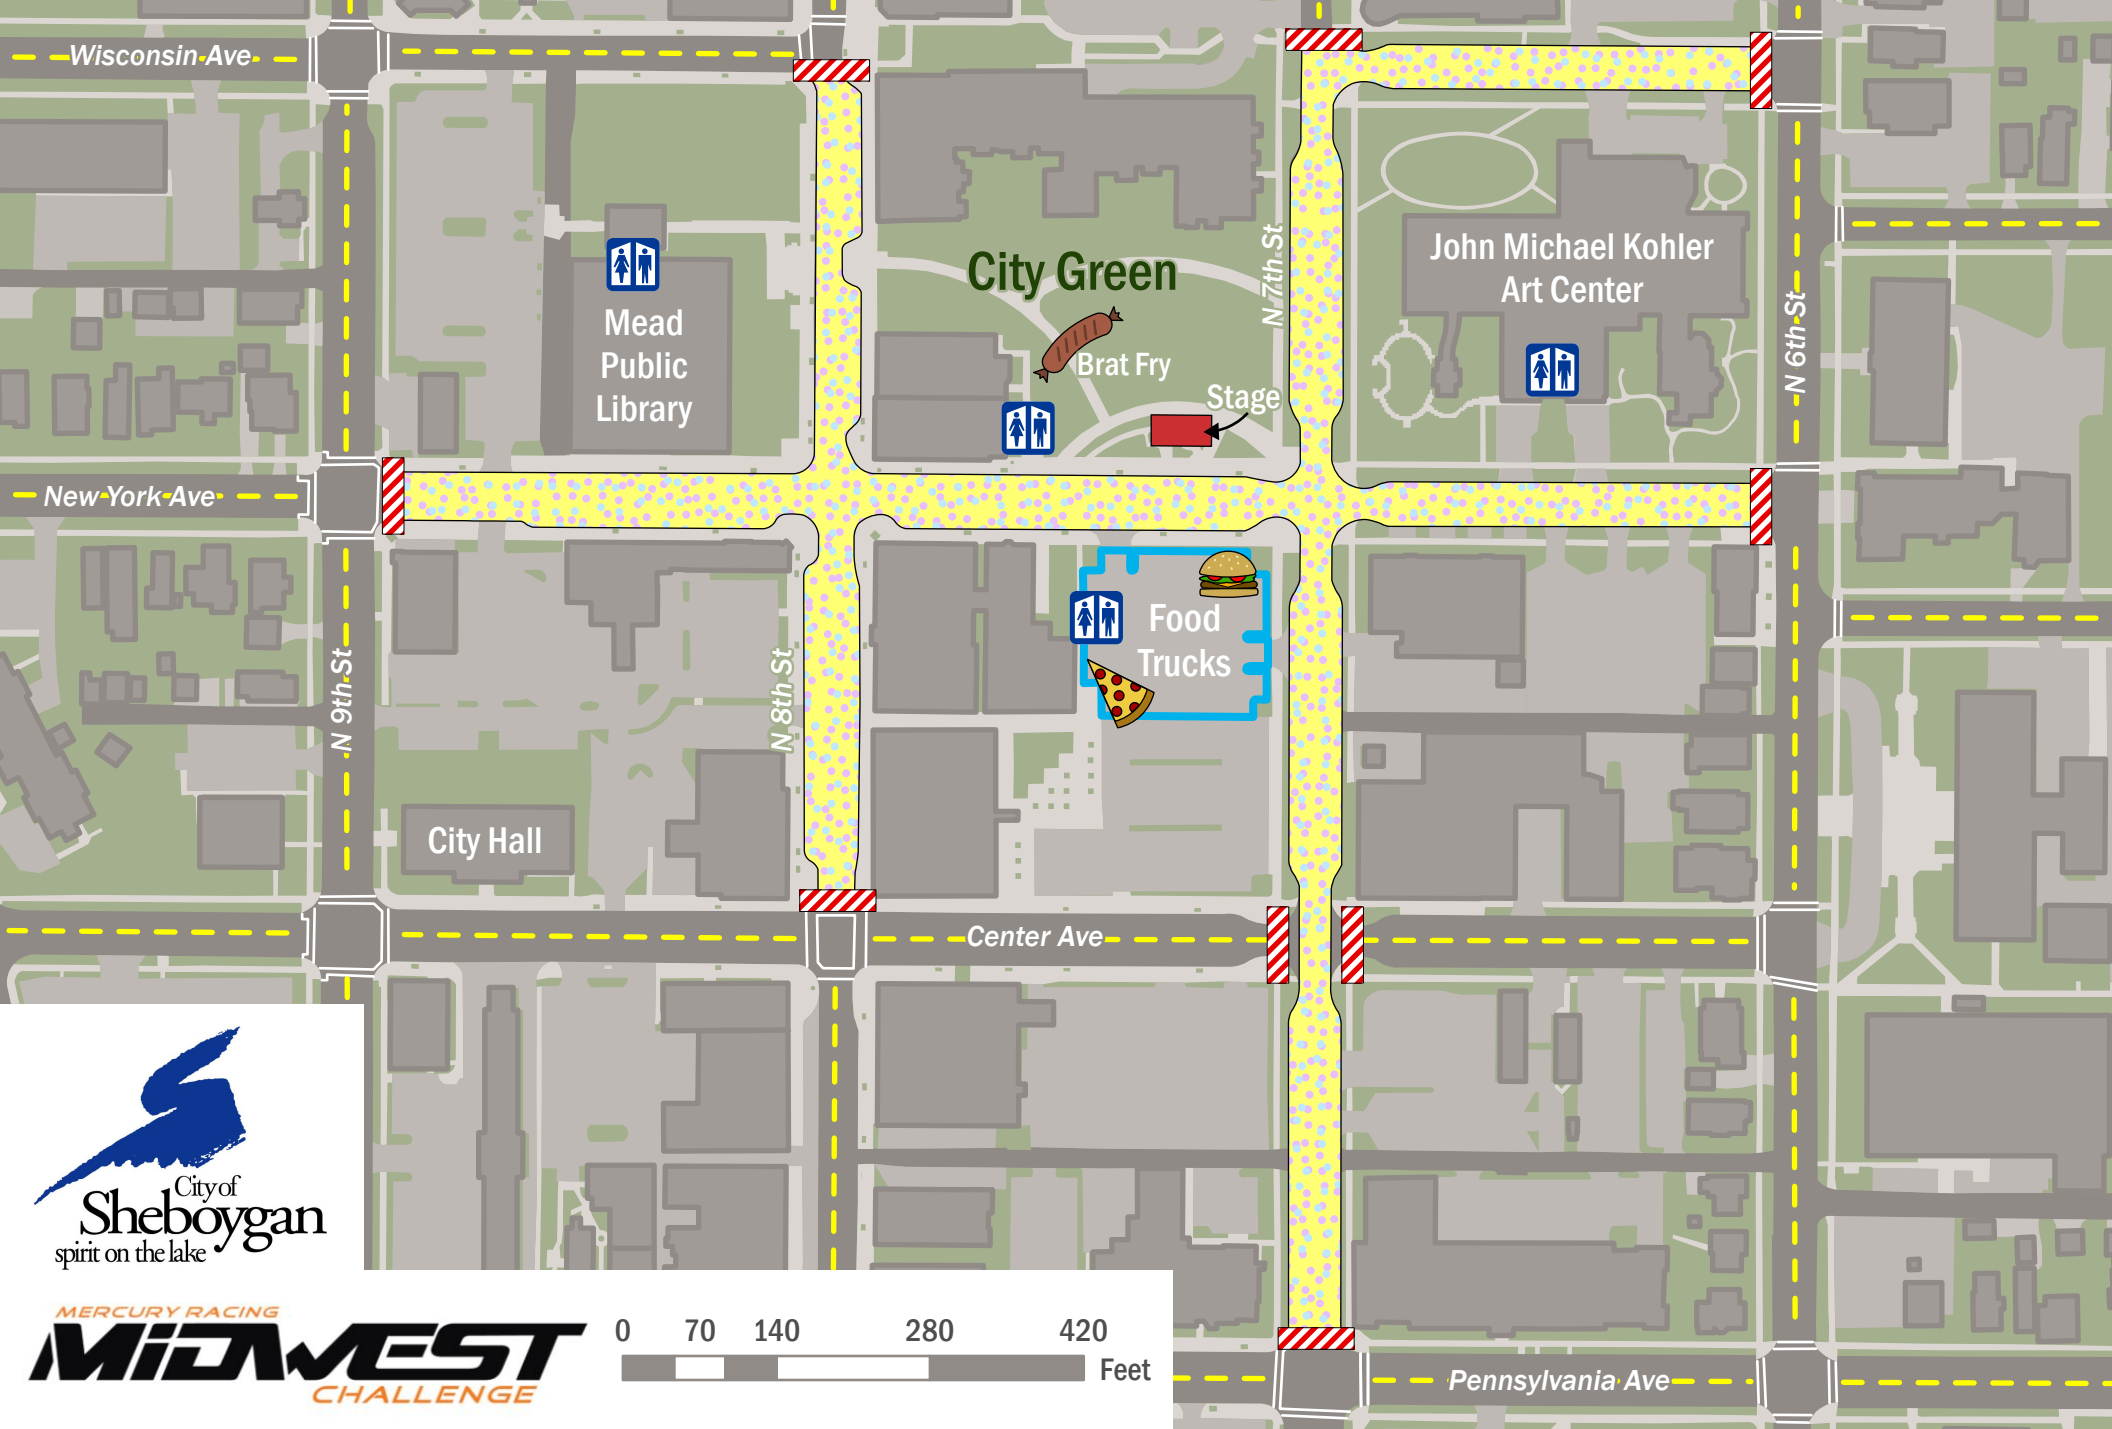 Wisconsin Ave
City Green
N 7th St
John Michael Kohler
Art Center
N 6th St
Mead
Public
Library
Brat Fry
Stage
New York Ave
Food
Trucks
N 9th St
N 8th St
City Hall
Center Ave
City of
Sheboygan
spirit on the lake
MERCURY RACING
MIDWEST
CHALLENGE
0 70 140 280 420
Feet
Pennsylvania Ave